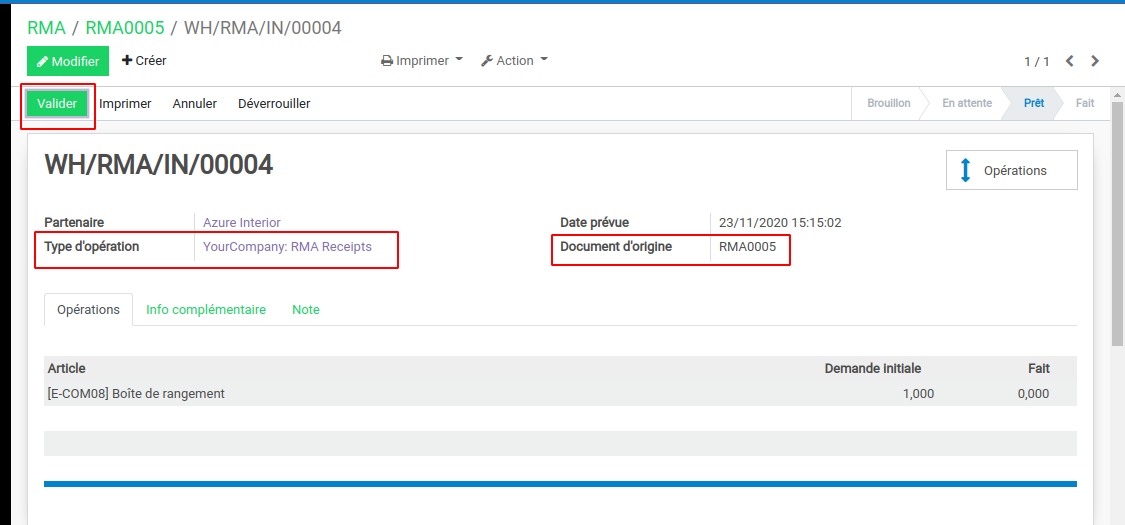 RMA / RMA0005 / WH/RMA/IN/00004
Modifier Créer Imprimer Action 1 / 1
Valider Imprimer Annuler Déverrouiller Brouillon En attente Prêt Fait
WH/RMA/IN/00004
Opérations
Partenaire Azure Interior Date prévue 23/11/2020 15:15:02
Type d'opération YourCompany: RMA Receipts Document d'origine RMA0005
Opérations Info complémentaire Note
Article Demande initiale Fait
[E-COM08] Boîte de rangement 1,000 0,000